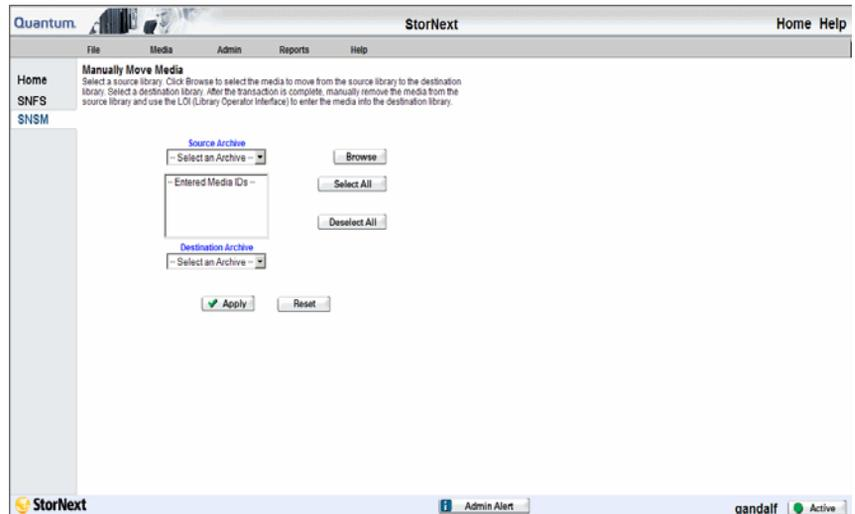 Quantum.
StorNext
Home Help
File Media Admin Reports Help
Home
SNFS
SNSM
Manually Move Media
Select a source library. Click Browse to select the media to move from the source library to the destination
library. Select a destination library. After the transaction is complete, manually remove the media from the
source library and use the LOI (Library Operator Interface) to enter the media into the destination library.
Source Archive
-- Select an Archive --
Browse
-- Entered Media IDs --
Select All
Deselect All
Destination Archive
-- Select an Archive --
Apply
Reset
StorNext
Admin Alert
gandalf
Active